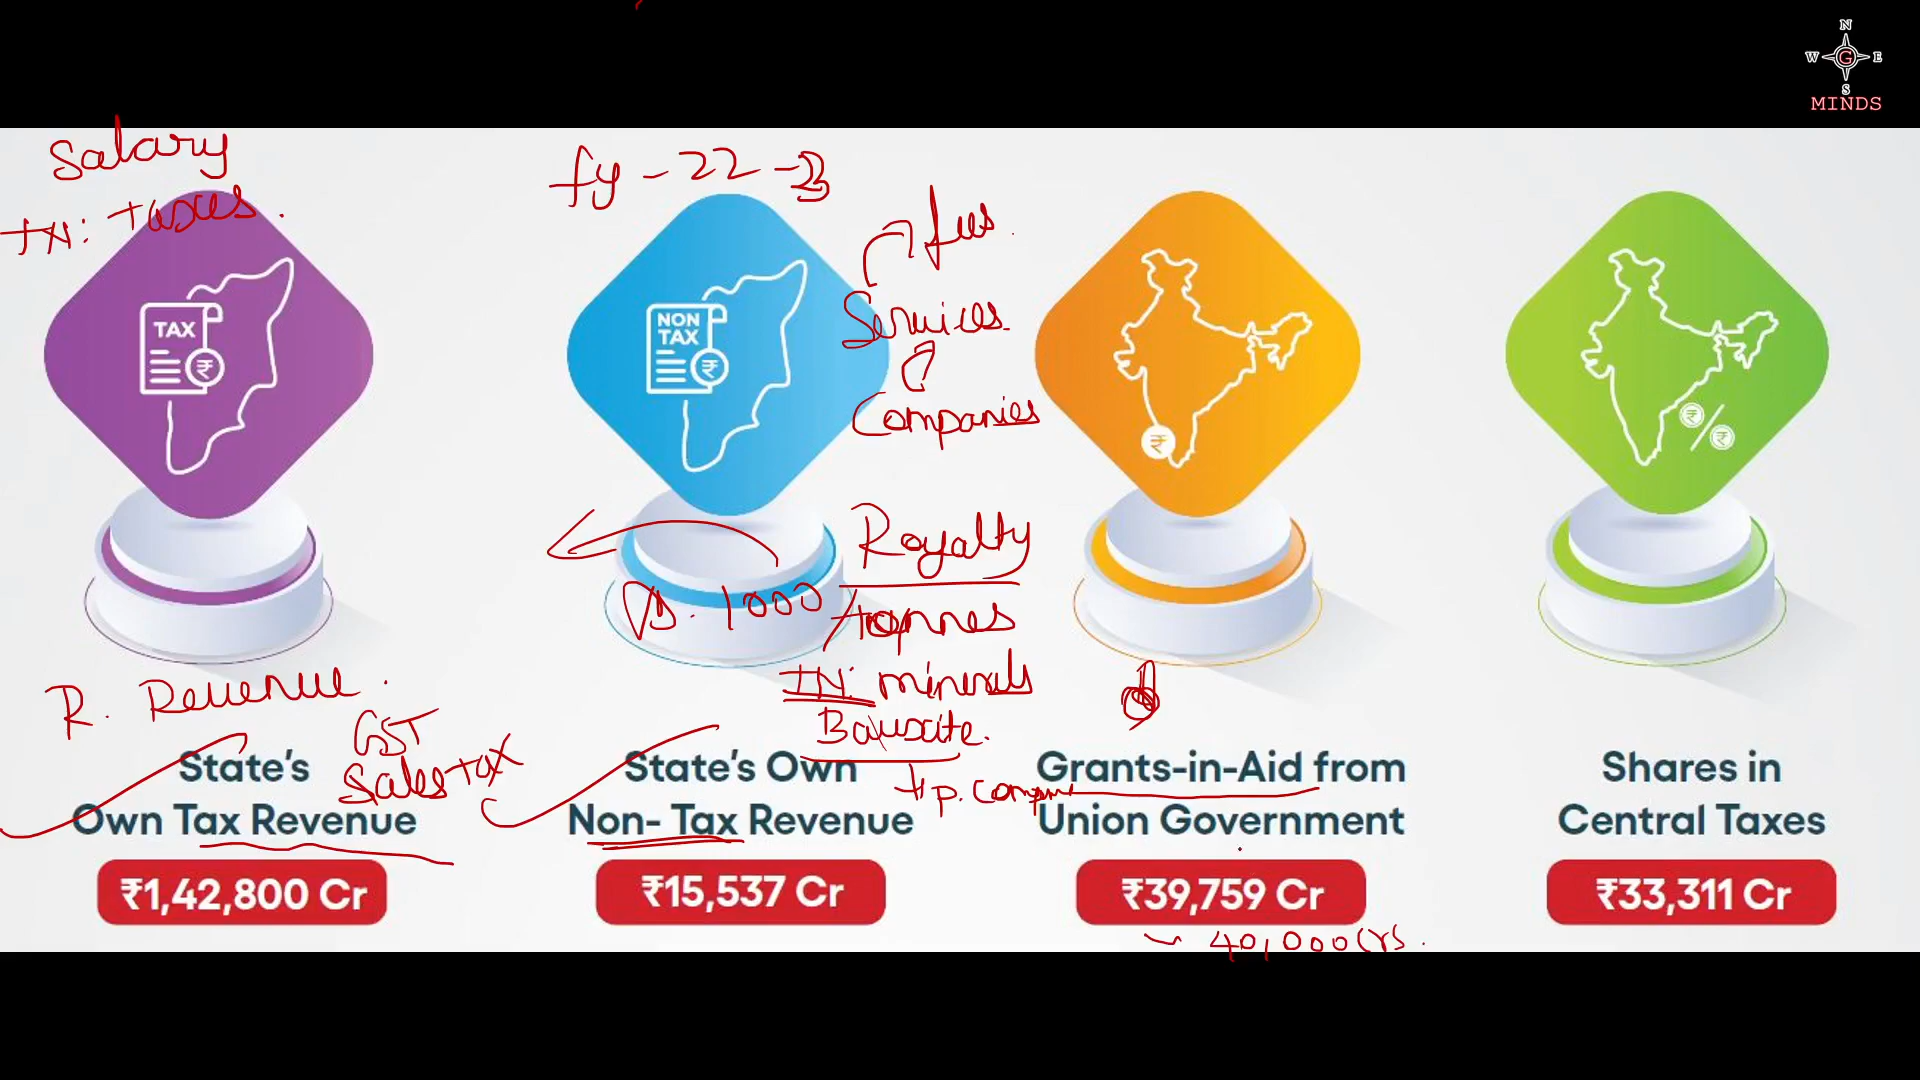 N
W G E
S
MINDS
Salary
TN: Taxes.
fy - 22 - 23
fees.
Services
Companies
TAX
₹
NON
TAX
₹
₹
₹/₹
Royalty
Rs. 1000/tonnes
TN: minerals
Bauxite.
R. Revenue.
GST
Sales tax
State's
Own Tax Revenue
₹1,42,800 Cr
State's Own
Non- Tax Revenue
₹15,537 Cr
Grants-in-Aid from
Union Government
₹39,759 Cr
~ 40,000 Crs.
Shares in
Central Taxes
₹33,311 Cr